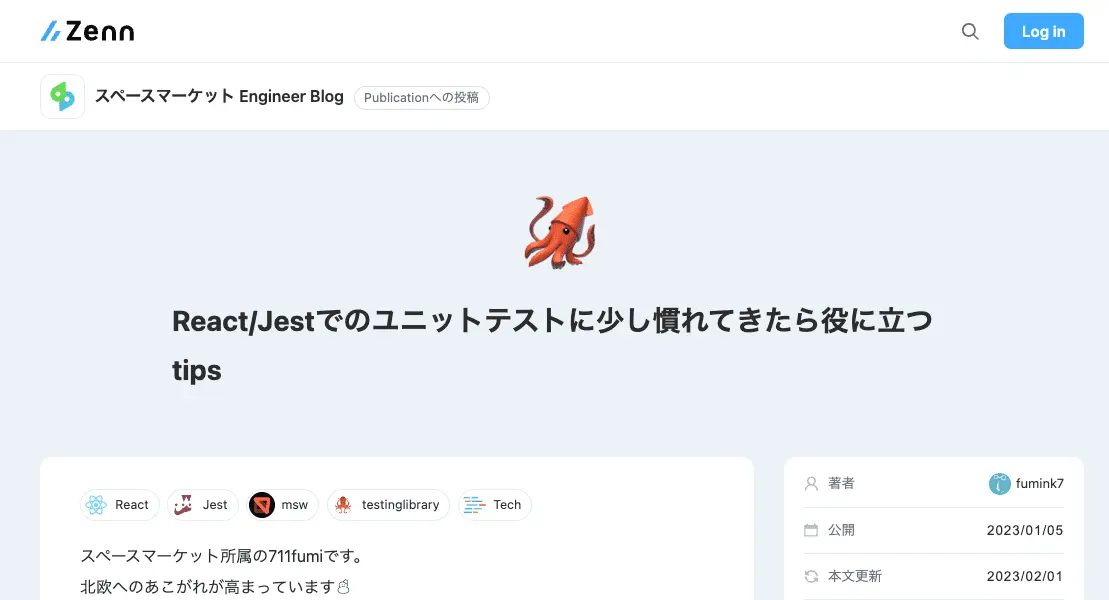 Zenn
Log in
スペースマーケット Engineer Blog
Publicationへの投稿
React/Jestでのユニットテストに少し慣れてきたら役に立つ
tips
React
Jest
msw
testinglibrary
Tech
スペースマーケット所属の711fumiです。
北欧へのあこがれが高まっています☃
著者
fumink7
公開
2023/01/05
本文更新
2023/02/01